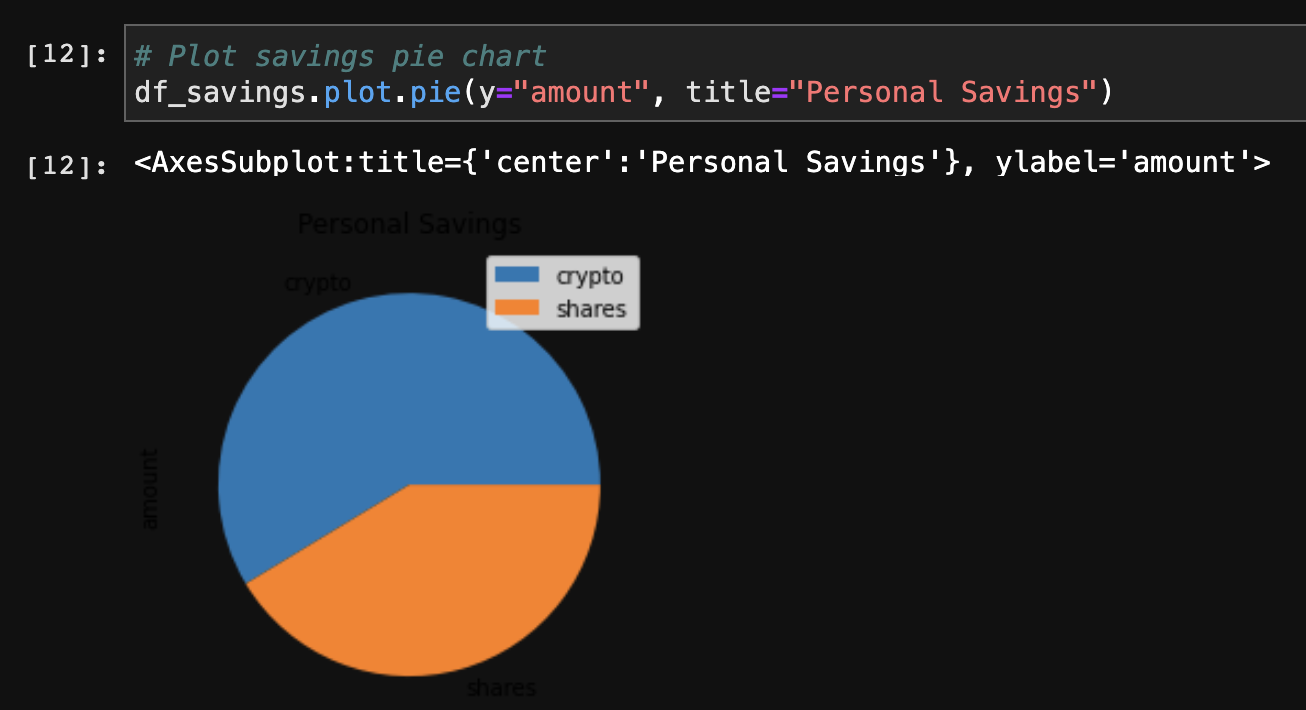 [12]: # Plot savings pie chart
df_savings.plot.pie(y="amount", title="Personal Savings")
[12]: <AxesSubplot:title={'center':'Personal Savings'}, ylabel='amount'>
Personal Savings
crypto
crypto
shares
amount
shares